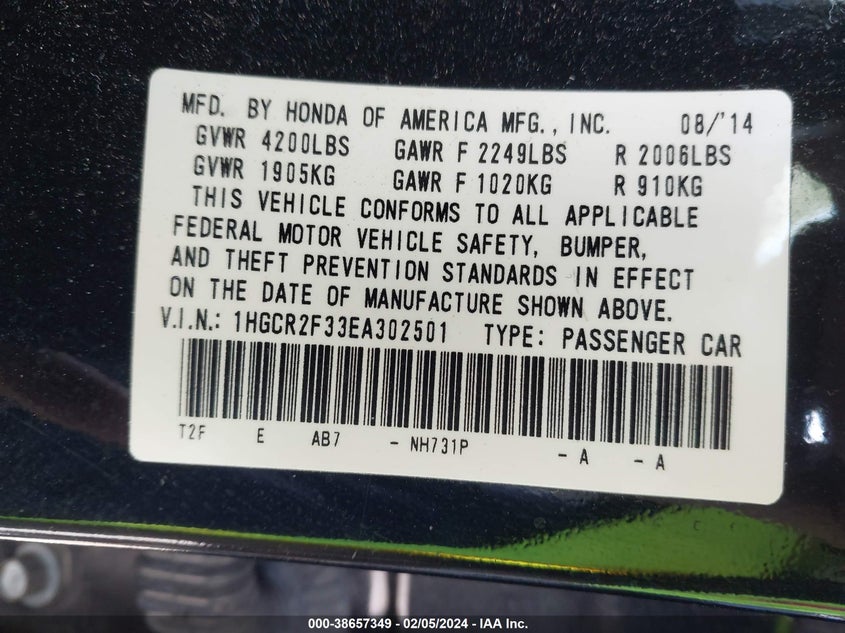 MFD. BY HONDA OF AMERICA MFG., INC. 08/'14
GVWR 4200LBS GAWR F 2249LBS R 2006LBS
GVWR 1905KG GAWR F 1020KG R 910KG
THIS VEHICLE CONFORMS TO ALL APPLICABLE
FEDERAL MOTOR VEHICLE SAFETY, BUMPER,
AND THEFT PREVENTION STANDARDS IN EFFECT
ON THE DATE OF MANUFACTURE SHOWN ABOVE.
V.I.N.: 1HGCR2F33EA302501 TYPE: PASSENGER CAR
T2F E AB7 - NH731P - A - A
000-38657349 - 02/05/2024 - IAA Inc.